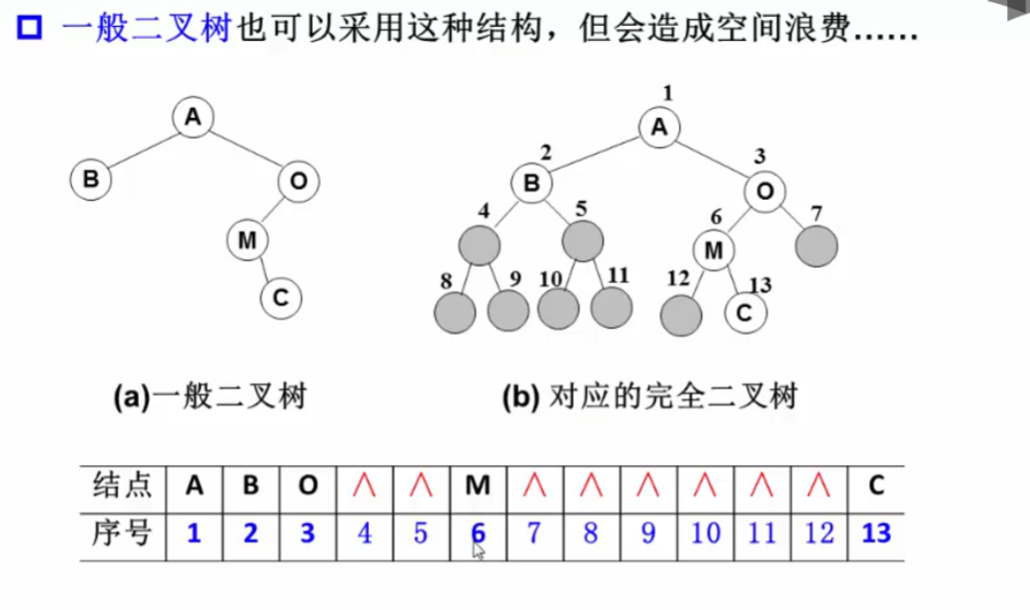 一般二叉树也可以采用这种结构，但会造成空间浪费……
A
B
O
M
C
1
A
2
3
B
O
4
5
6
7
M
8
9
10
11
12
13
C
(a)一般二叉树
(b) 对应的完全二叉树
结点 A B O ∧ ∧ M ∧ ∧ ∧ ∧ ∧ ∧ C
序号 1 2 3 4 5 6 7 8 9 10 11 12 13